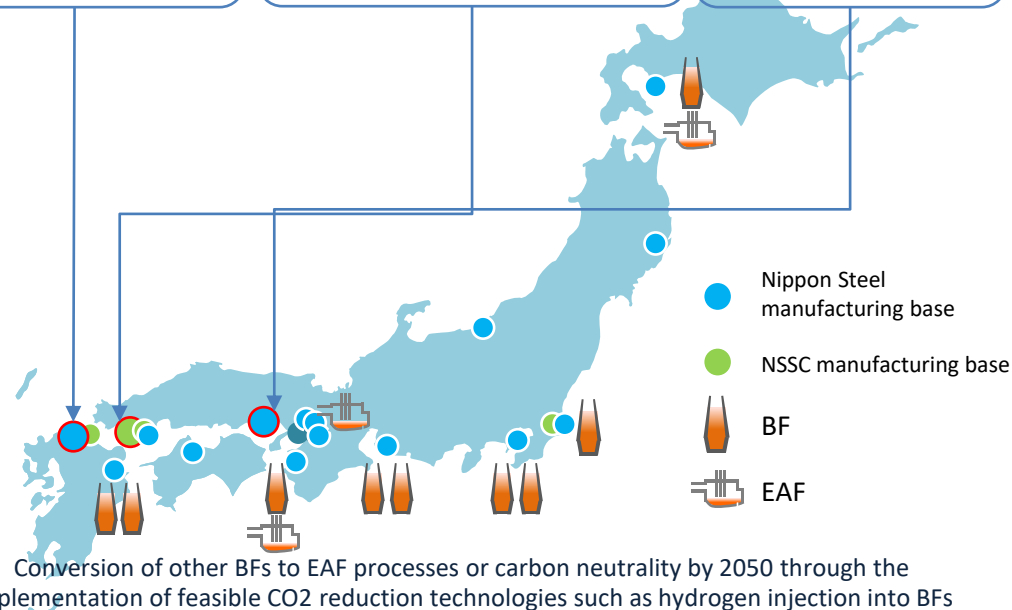 Nippon Steel
manufacturing base
NSSC manufacturing base
BF
EAF
Conversion of other BFs to EAF processes or carbon neutrality by 2050 through the
plementation of feasible CO2 reduction technologies such as hydrogen injection into BFs